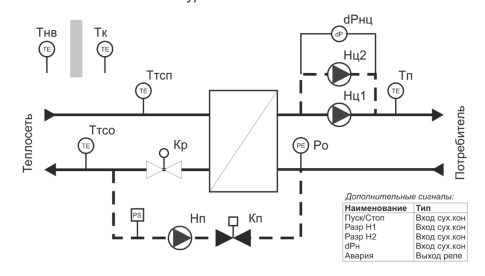 dPнц
Tнв
Тк
TE
TE
dP
Нц2
Ттсп
Нц1
Тп
TE
TE
Теплосеть
Потребитель
Ттсо
Кр
Ро
TE
PE
Дополнительные сигналы:
Наименование Тип
Пуск/Стоп Вход сух.кон
Разр Н1 Вход сух.кон
Разр Н2 Вход сух.кон
dPн Вход сух.кон
Авария Выход реле
PS
Нп
Кп